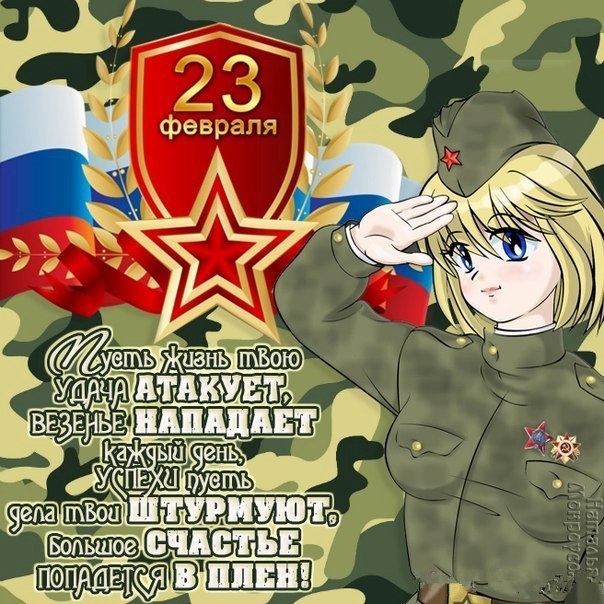 23
февраля
Пусть жизнь твою
удача АТАКУЕТ,
везенье НАПАДАЕТ
каждый день,
успехи пусть
дела твои ШТУРМУЮТ,
большое СЧАСТЬЕ
попадется В ПЛЕН!
Наталья